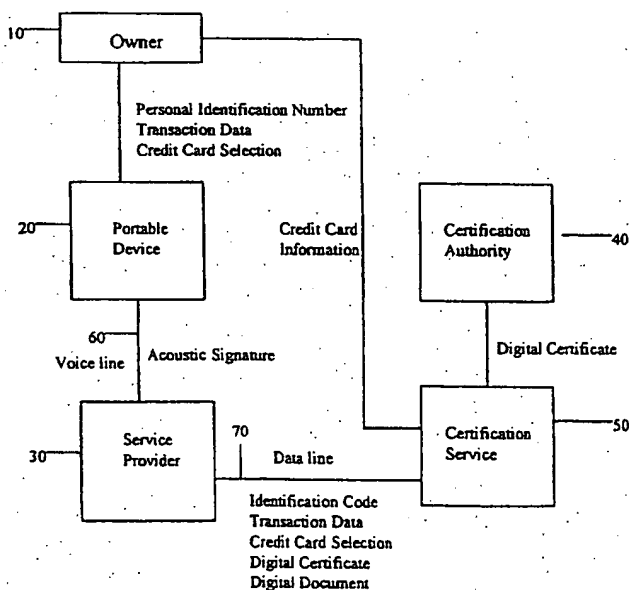 10
Owner
Personal Identification Number
Transaction Data
Credit Card Selection
20
Portable
Device
Credit Card
Information
Certification
Authority
40
60
Voice line
Acoustic Signature
Digital Certificate
30
Service
Provider
70
Data line
Certification
Service
50
Identification Code
Transaction Data
Credit Card Selection
Digital Certificate
Digital Document